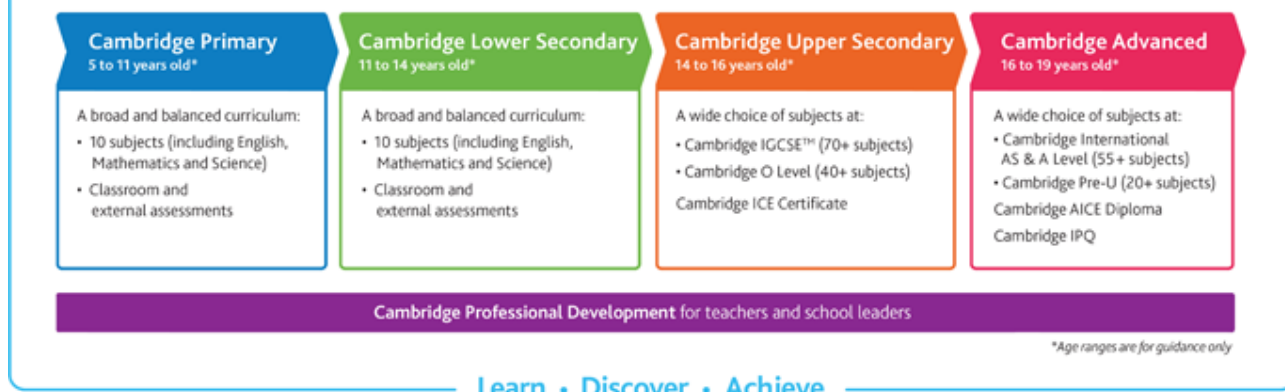 Cambridge Primary
5 to 11 years old*
A broad and balanced curriculum:
• 10 subjects (including English,
Mathematics and Science)
• Classroom and
external assessments
Cambridge Lower Secondary
11 to 14 years old*
A broad and balanced curriculum:
• 10 subjects (including English,
Mathematics and Science)
• Classroom and
external assessments
Cambridge Upper Secondary
14 to 16 years old*
A wide choice of subjects at:
• Cambridge IGCSE™ (70+ subjects)
• Cambridge O Level (40+ subjects)
Cambridge ICE Certificate
Cambridge Advanced
16 to 19 years old*
A wide choice of subjects at:
• Cambridge International
AS & A Level (55+ subjects)
• Cambridge Pre-U (20+ subjects)
Cambridge AICE Diploma
Cambridge IPQ
Cambridge Professional Development for teachers and school leaders
*Age ranges are for guidance only
Learn • Discover • Achieve